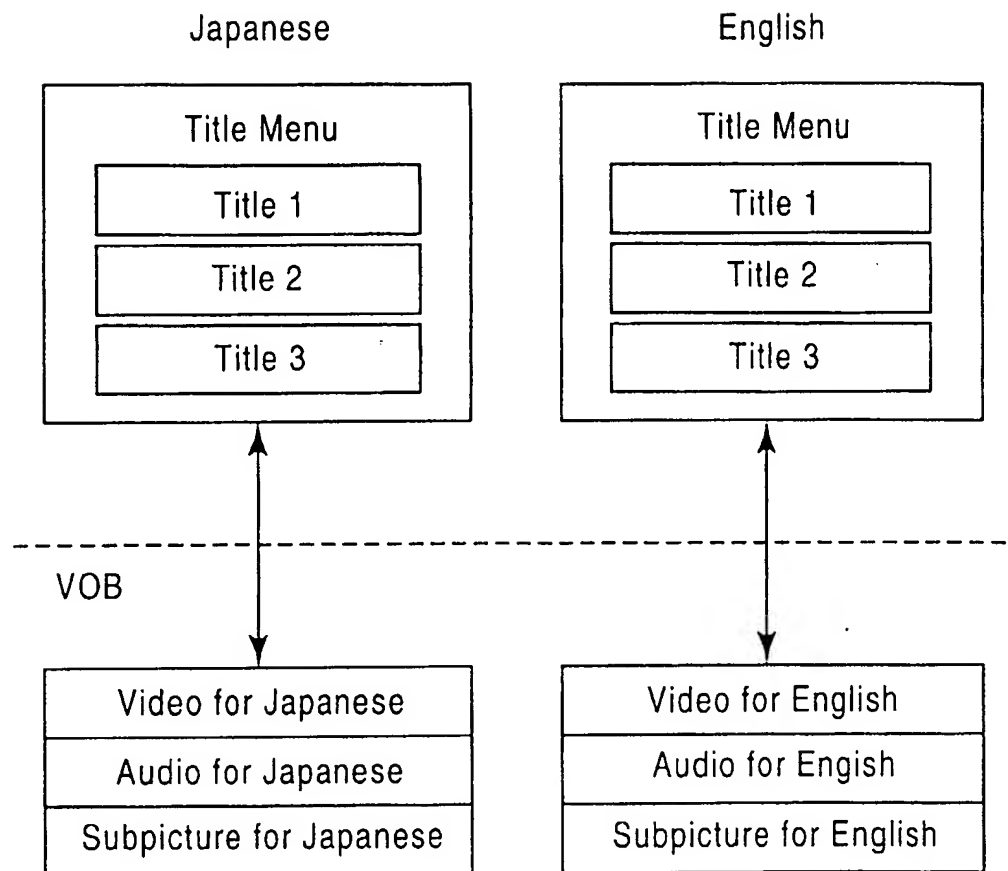 Japanese
Title Menu
Title 1
Title 2
Title 3
English
Title Menu
Title 1
Title 2
Title 3
VOB
Video for Japanese
Audio for Japanese
Subpicture for Japanese
Video for English
Audio for Engish
Subpicture for English